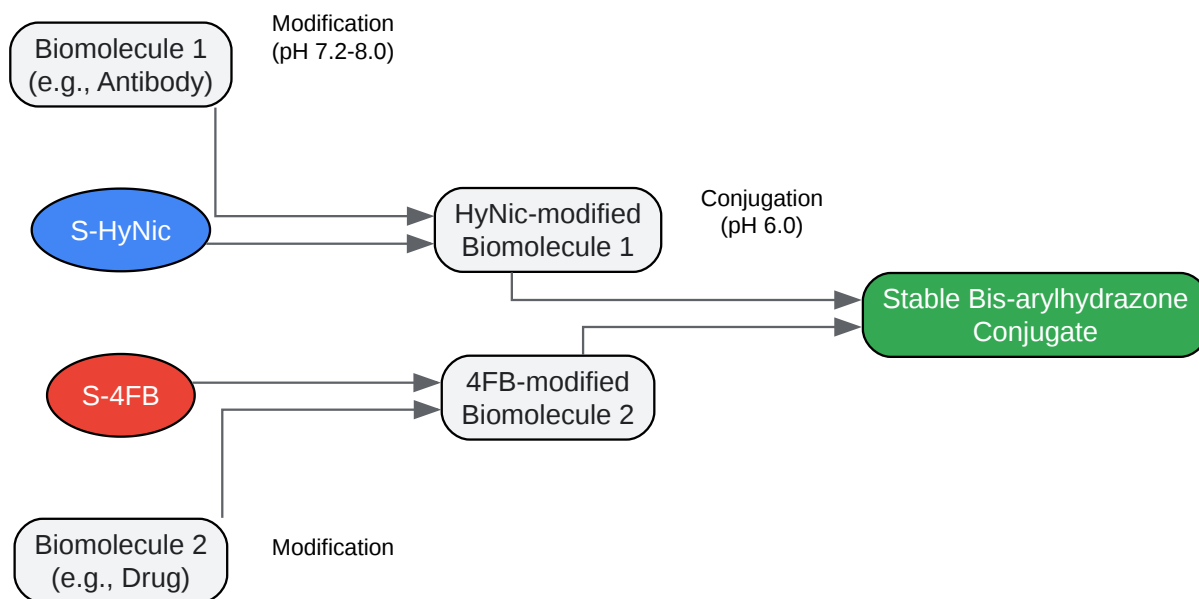 Biomolecule 1
(e.g., Antibody)
Modification
(pH 7.2-8.0)
S-HyNic
HyNic-modified
Biomolecule 1
Conjugation
(pH 6.0)
Stable Bis-arylhydrazone
Conjugate
S-4FB
4FB-modified
Biomolecule 2
Biomolecule 2
(e.g., Drug)
Modification